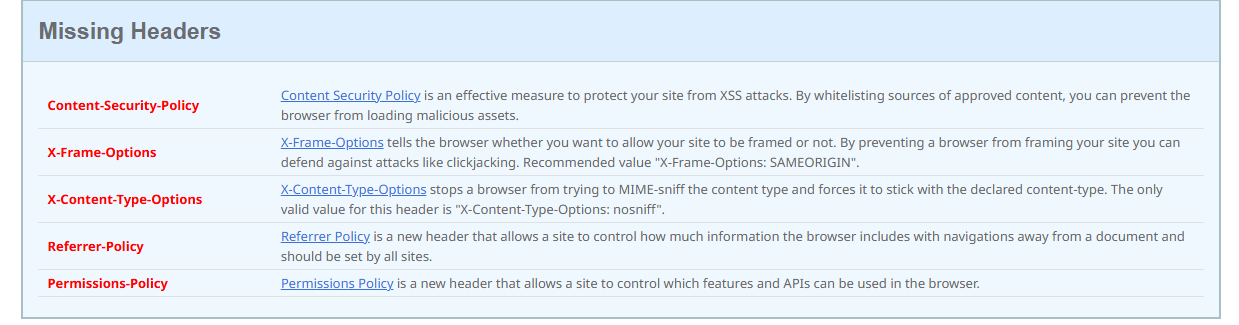 Missing Headers
Content-Security-Policy
Content Security Policy is an effective measure to protect your site from XSS attacks. By whitelisting sources of approved content, you can prevent the
browser from loading malicious assets.
X-Frame-Options
X-Frame-Options tells the browser whether you want to allow your site to be framed or not. By preventing a browser from framing your site you can
defend against attacks like clickjacking. Recommended value "X-Frame-Options: SAMEORIGIN".
X-Content-Type-Options
X-Content-Type-Options stops a browser from trying to MIME-sniff the content type and forces it to stick with the declared content-type. The only
valid value for this header is "X-Content-Type-Options: nosniff".
Referrer-Policy
Referrer Policy is a new header that allows a site to control how much information the browser includes with navigations away from a document and
should be set by all sites.
Permissions-Policy
Permissions Policy is a new header that allows a site to control which features and APIs can be used in the browser.